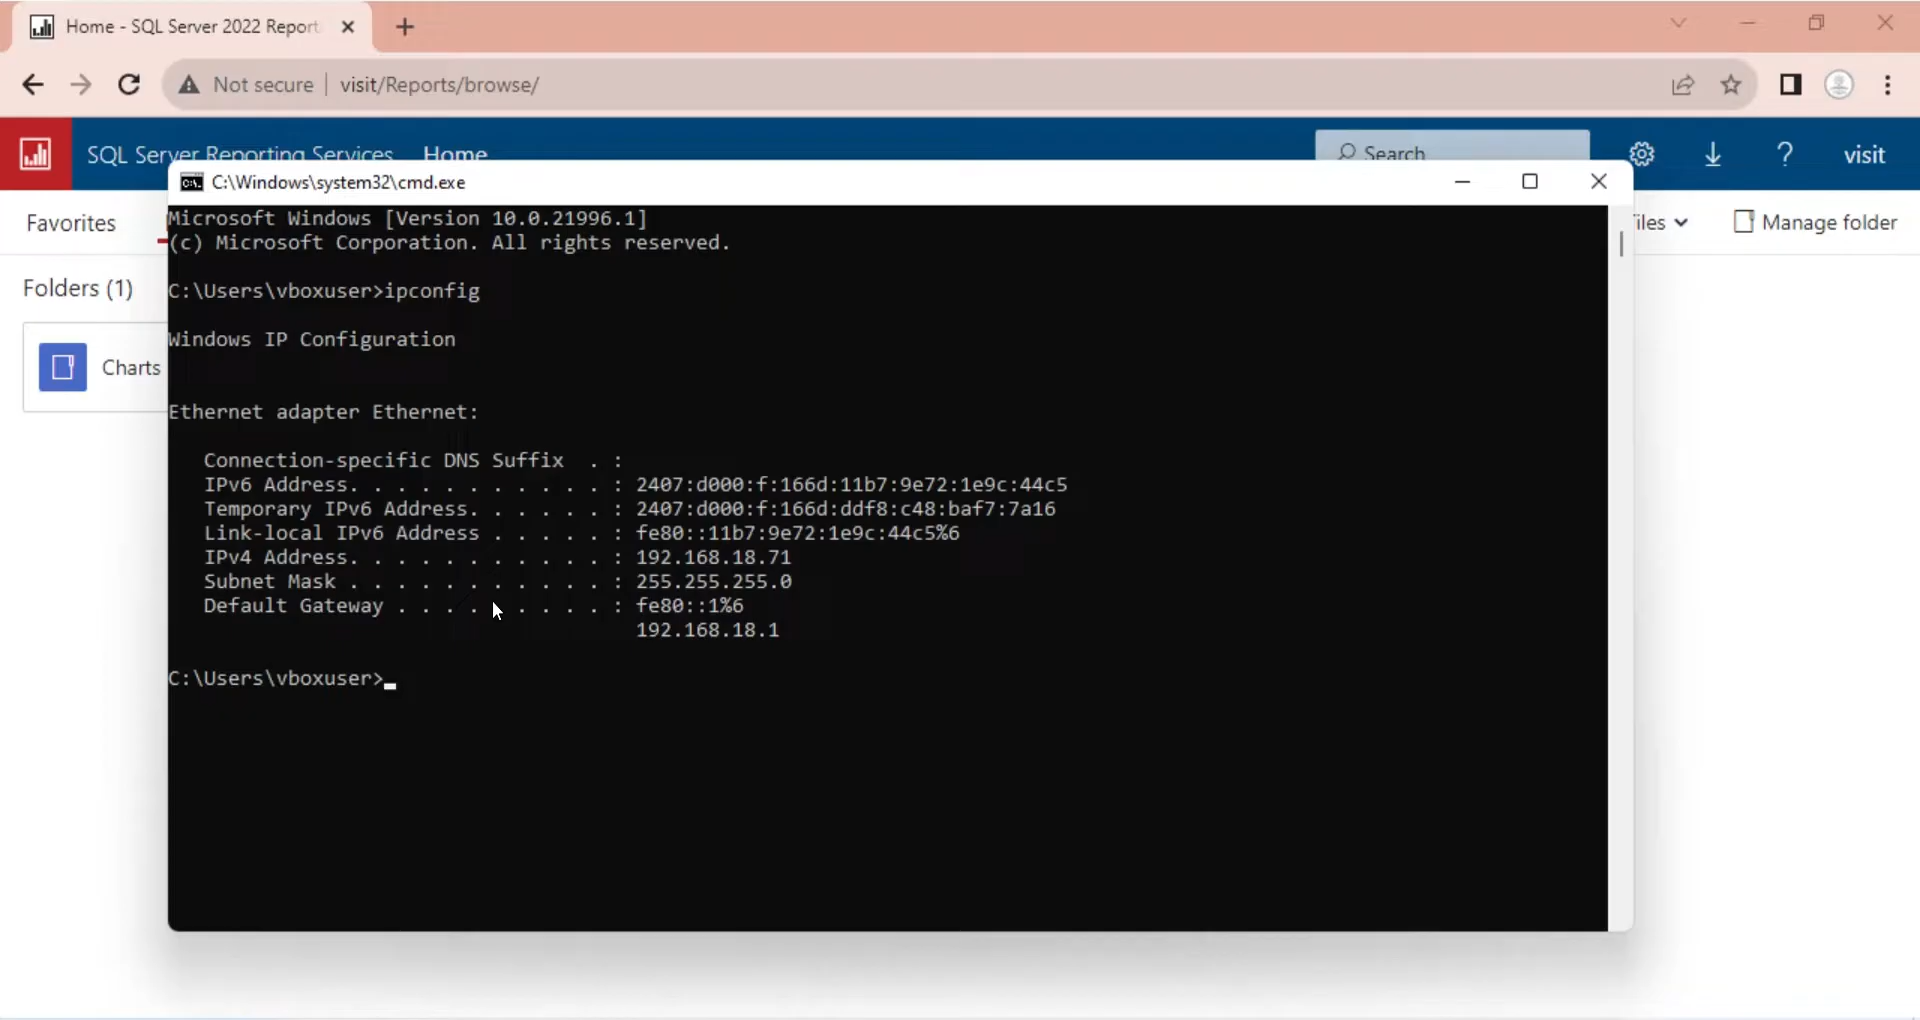 Home - SQL Server 2022 Report
Not secure | visit/Reports/browse/
SQL Server Reporting Services Home
Search
? visit
C:\Windows\system32\cmd.exe
Favorites
Manage folder
Folders (1)
Charts
Microsoft Windows [Version 10.0.21996.1]
(c) Microsoft Corporation. All rights reserved.
C:\Users\vboxuser>ipconfig
Windows IP Configuration
Ethernet adapter Ethernet:
Connection-specific DNS Suffix . :
IPv6 Address. . . . . . . . . . . : 2407:d000:f:166d:11b7:9e72:1e9c:44c5
Temporary IPv6 Address. . . . . . : 2407:d000:f:166d:ddf8:c48:baf7:7a16
Link-local IPv6 Address . . . . . : fe80::11b7:9e72:1e9c:44c5%6
IPv4 Address. . . . . . . . . . . : 192.168.18.71
Subnet Mask . . . . . . . . . . . : 255.255.255.0
Default Gateway . . . . . . . . . : fe80::1%6
192.168.18.1
C:\Users\vboxuser>